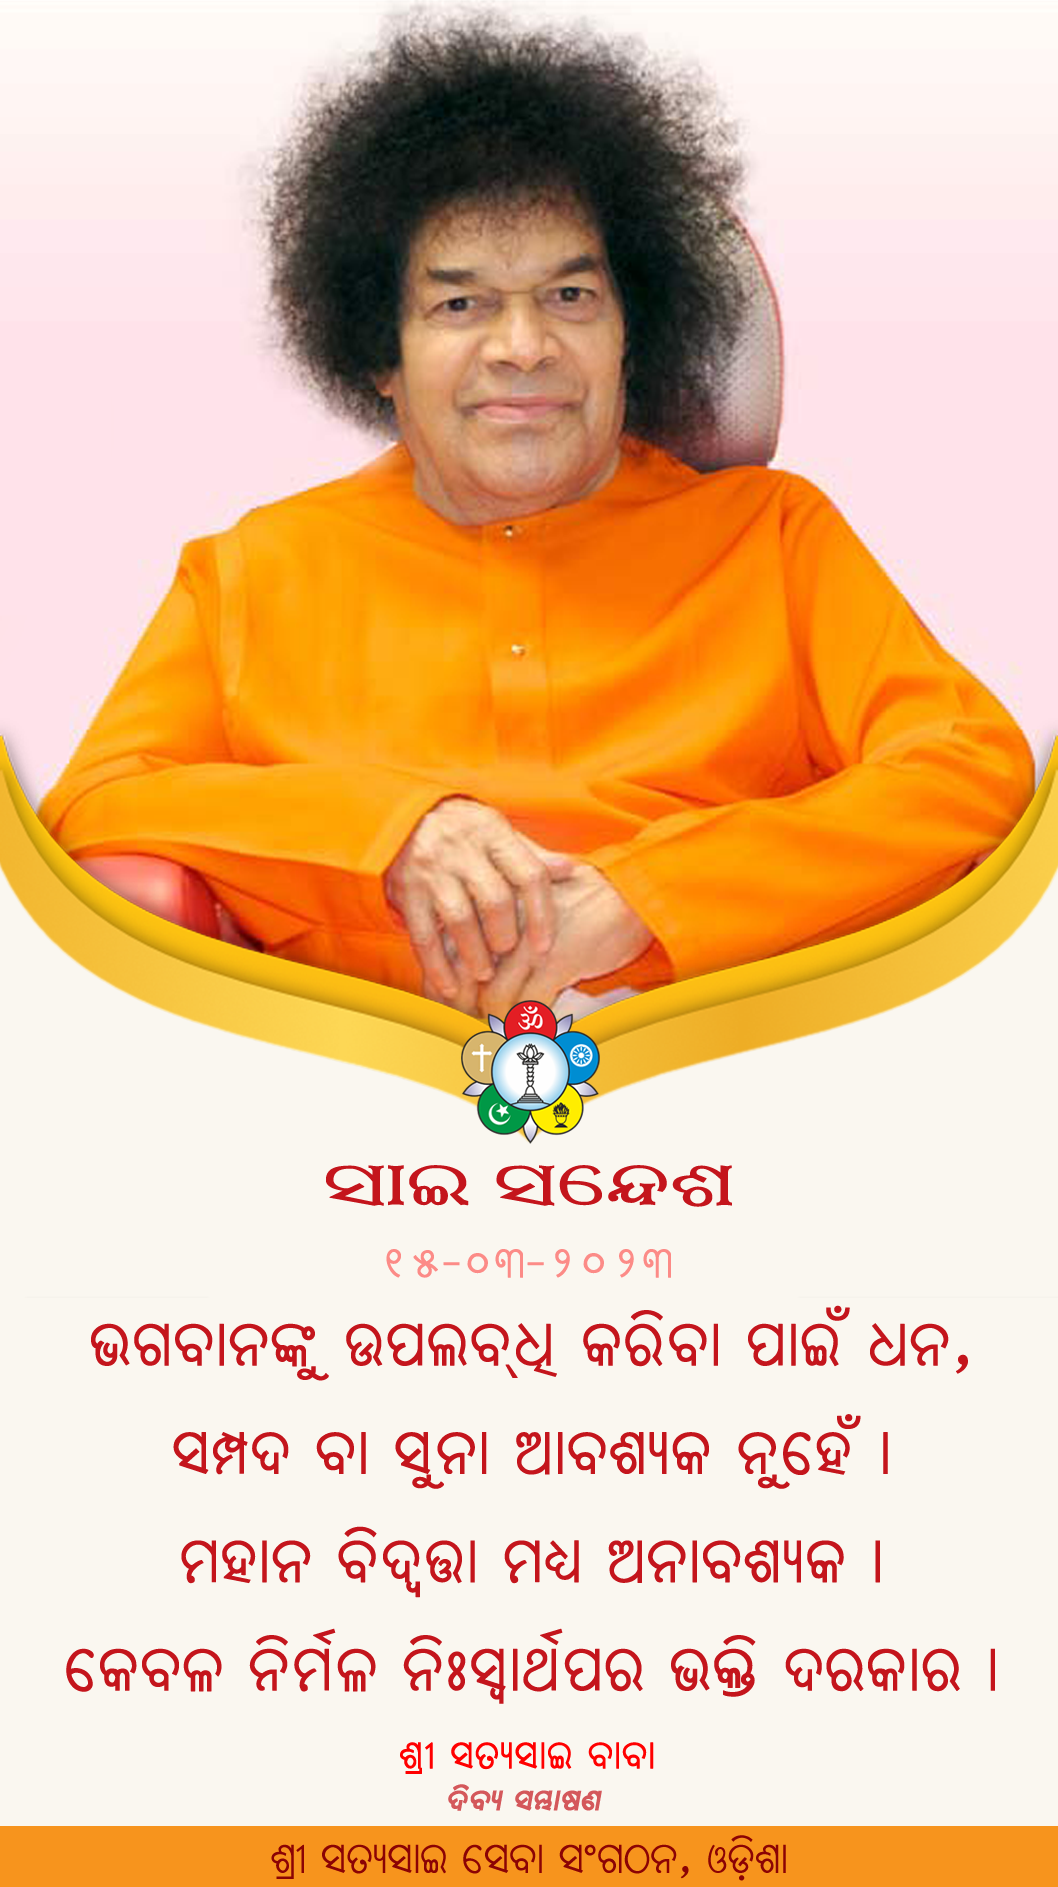 ॐ
ସାଇ ସନ୍ଦେଶ
୧୫-୦୩-୨୦୨୩
ଭଗବାନଙ୍କୁ ଉପଲବ୍‌ଧି କରିବା ପାଇଁ ଧନ,
ସମ୍ପଦ ବା ସୁନା ଆବଶ୍ୟକ ନୁହେଁ ।
ମହାନ ବିଦ୍ୱତ୍ତା ମଧ୍ୟ ଅନାବଶ୍ୟକ ।
କେବଳ ନିର୍ମଳ ନିଃସ୍ୱାର୍ଥପର ଭକ୍ତି ଦରକାର ।
ଶ୍ରୀ ସତ୍ୟସାଇ ବାବା
ଦିବ୍ୟ ସମ୍ଭାଷଣ
ଶ୍ରୀ ସତ୍ୟସାଇ ସେବା ସଂଗଠନ, ଓଡ଼ିଶା